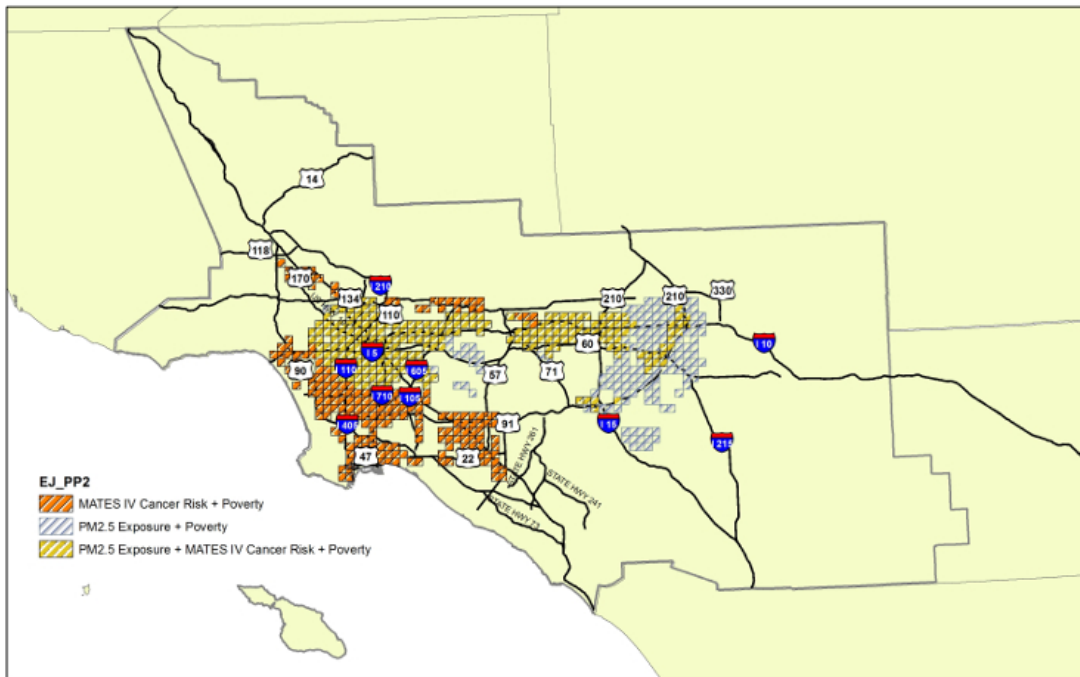 14
118
170
I 210
134
US HWY
110
210
210
330
I 10
I 5
60
90
I 110
605
57
71
710
I 105
I 405
91
I 15
I 215
47
22
STATE HWY 261
STATE HWY 241
STATE HWY 73
EJ_PP2
MATES IV Cancer Risk + Poverty
PM2.5 Exposure + Poverty
PM2.5 Exposure + MATES IV Cancer Risk + Poverty